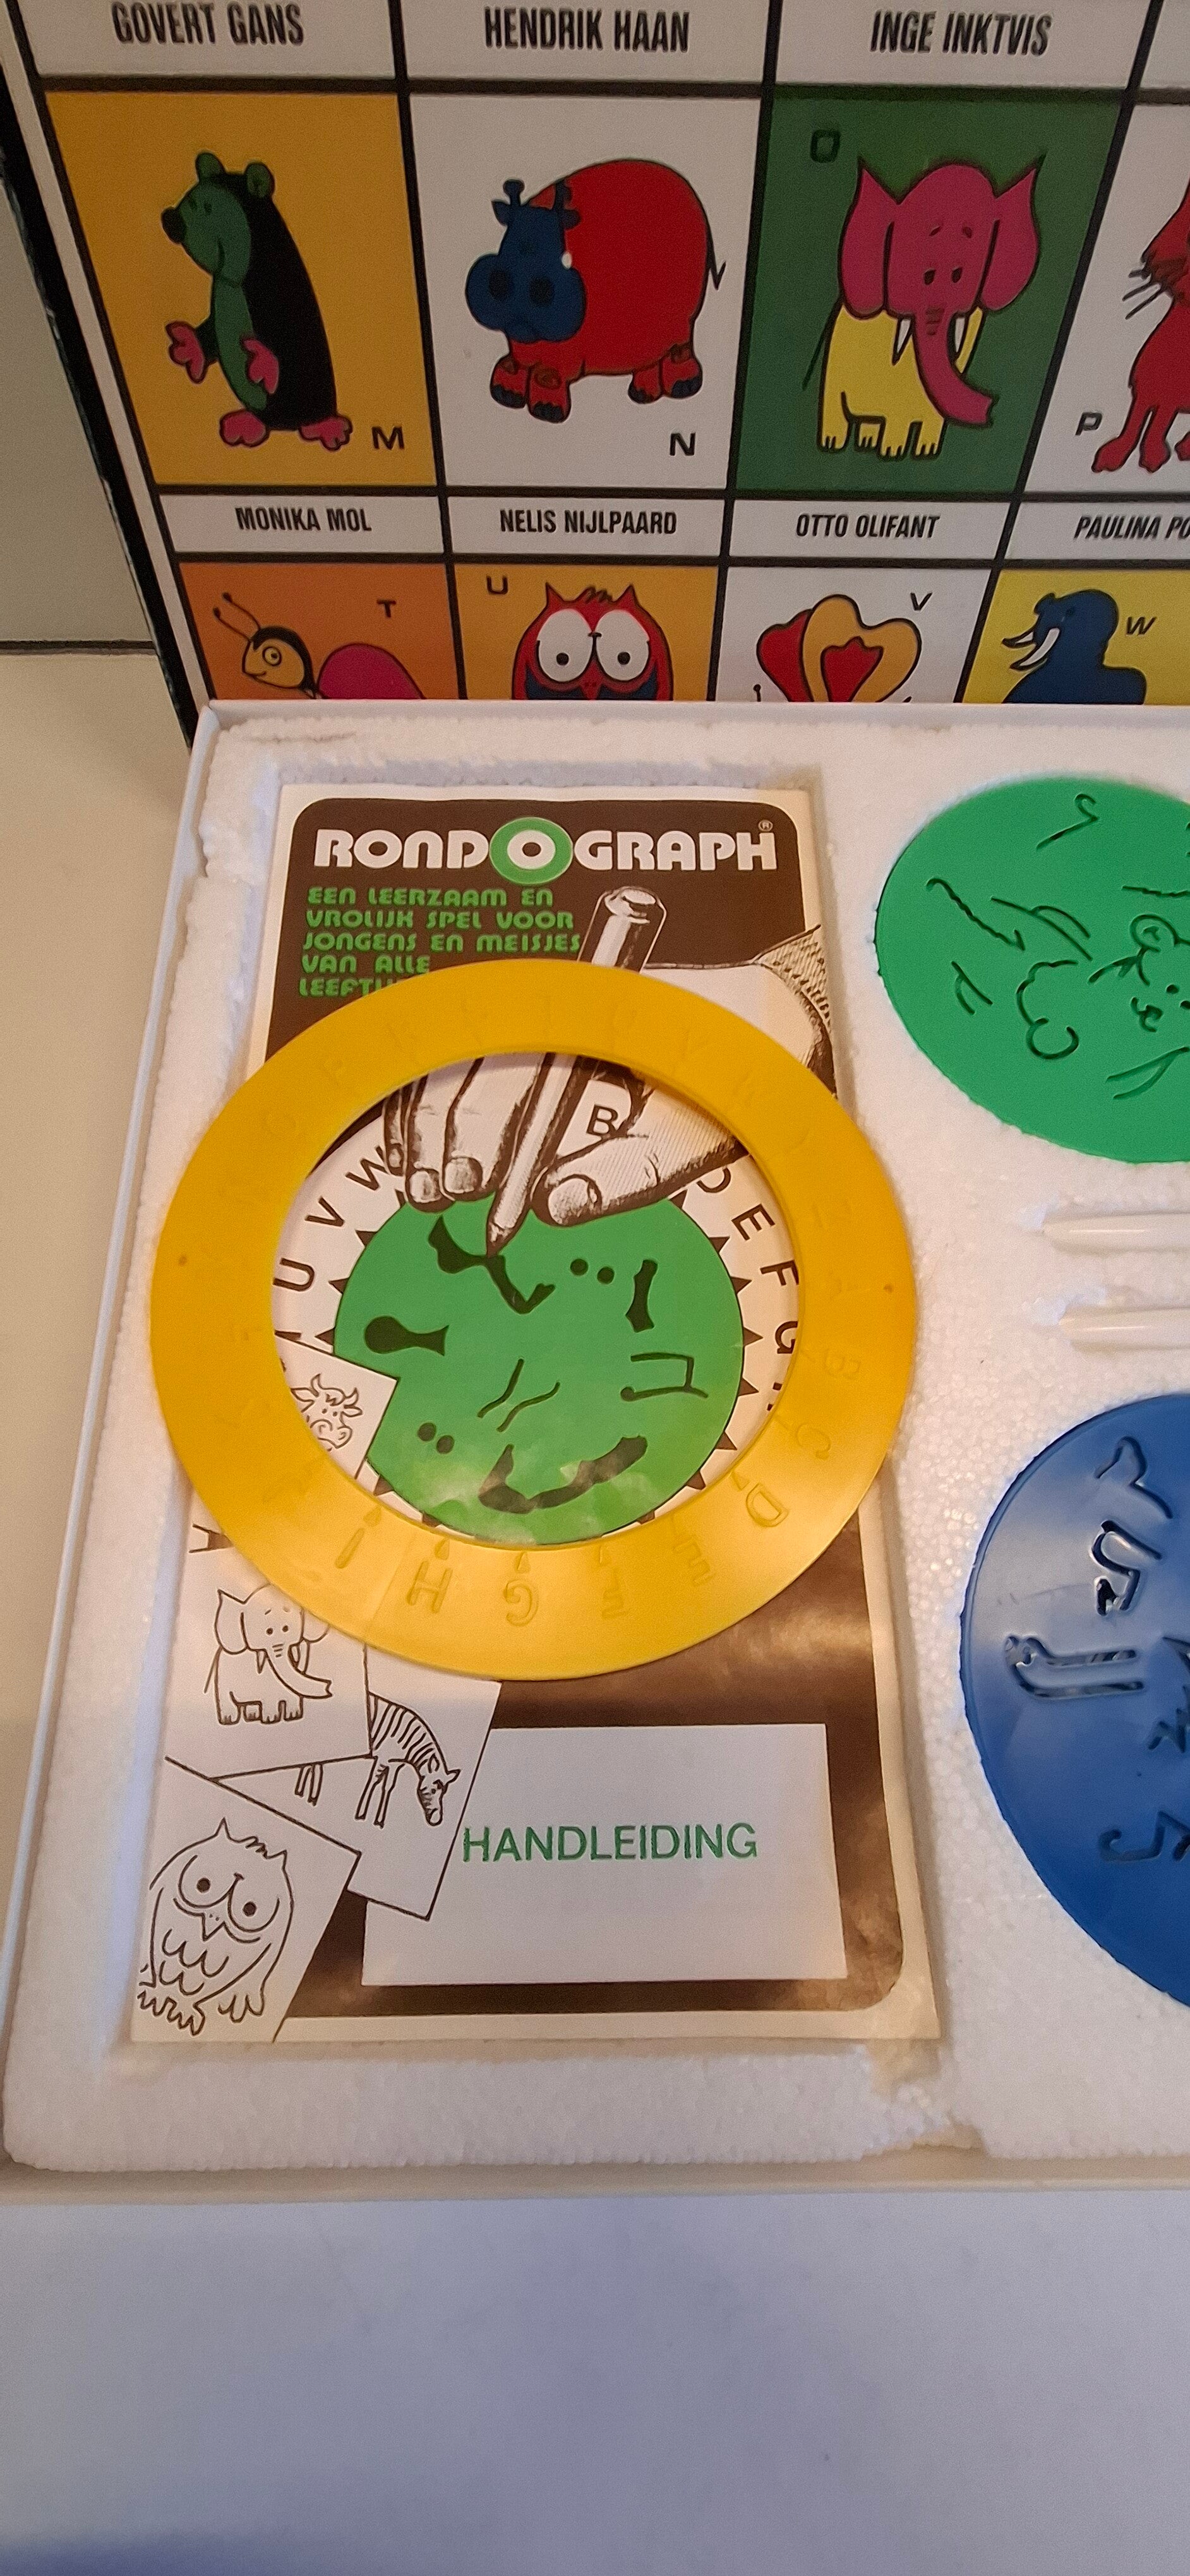 GOVERT GANS
HENDRIK HAAN
INGE INKTVIS
O
M
N
P
MONIKA MOL
NELIS NIJLPAARD
OTTO OLIFANT
PAULINA
T
U
V
W
RONDOGRAPH®
EEN LEERZAAM EN
VROLIJK SPEL VOOR
JONGENS EN MEISJES
VAN ALLE
B
U V W
D E F G
B C D E F G H I
HANDLEIDING